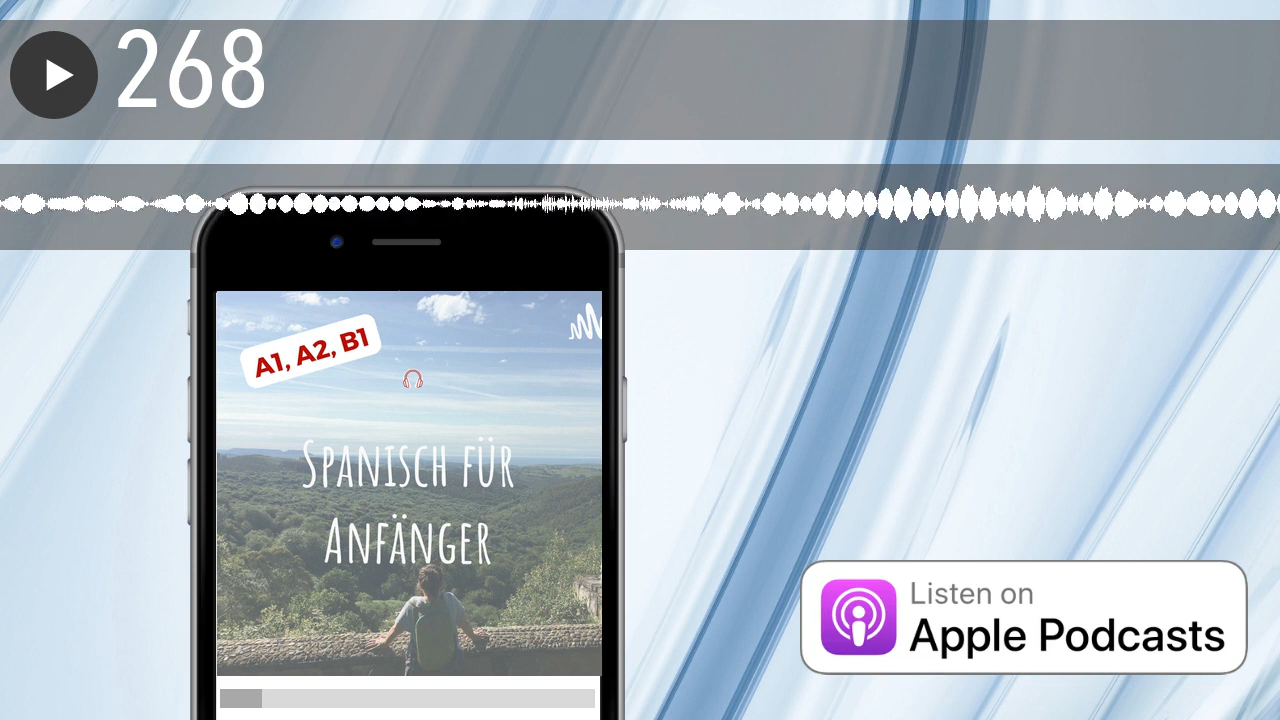 268
A1, A2, B1
SPANISCH FÜR
ANFÄNGER
Listen on
Apple Podcasts